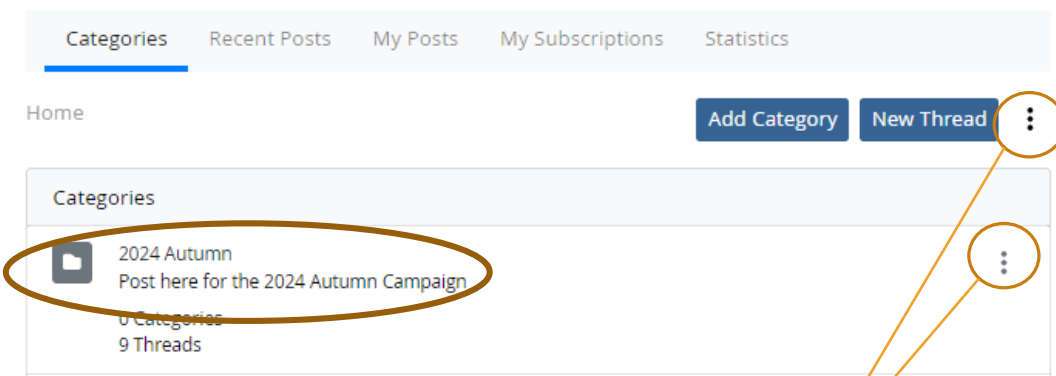 Categories Recent Posts My Posts My Subscriptions Statistics
Home Add Category New Thread
Categories
2024 Autumn
Post here for the 2024 Autumn Campaign
0 Categories
9 Threads